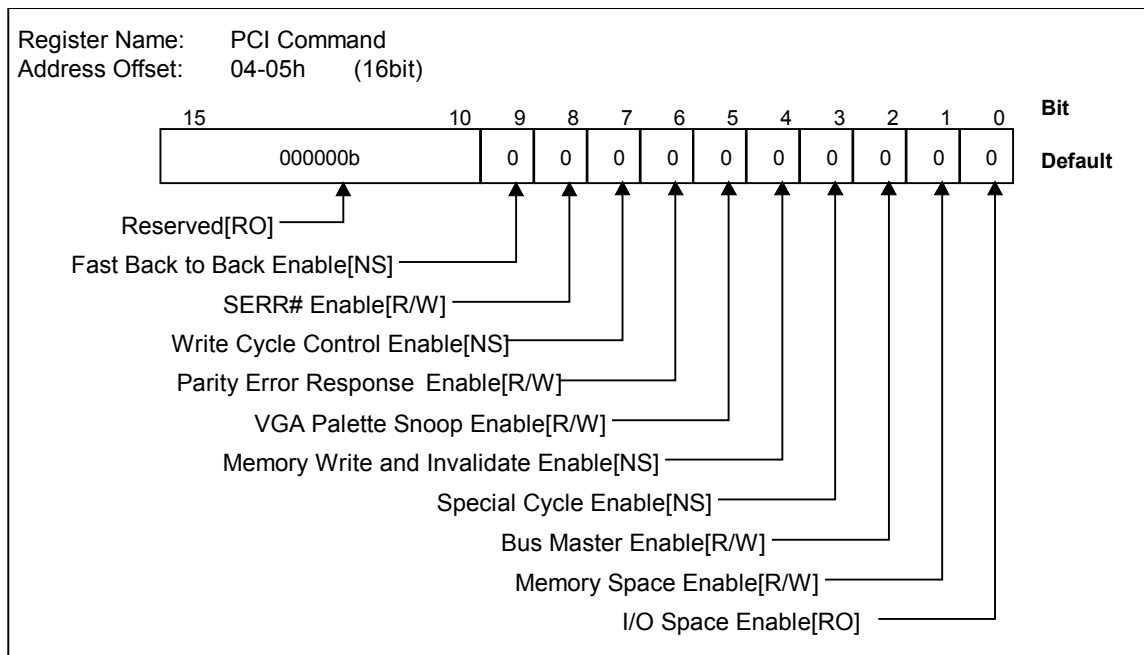 Register Name: PCI Command
Address Offset: 04-05h (16bit)
15 10 9 8 7 6 5 4 3 2 1 0 Bit
000000b 0 0 0 0 0 0 0 0 0 0 Default
Reserved[RO]
Fast Back to Back Enable[NS]
SERR# Enable[R/W]
Write Cycle Control Enable[NS]
Parity Error Response Enable[R/W]
VGA Palette Snoop Enable[R/W]
Memory Write and Invalidate Enable[NS]
Special Cycle Enable[NS]
Bus Master Enable[R/W]
Memory Space Enable[R/W]
I/O Space Enable[RO]